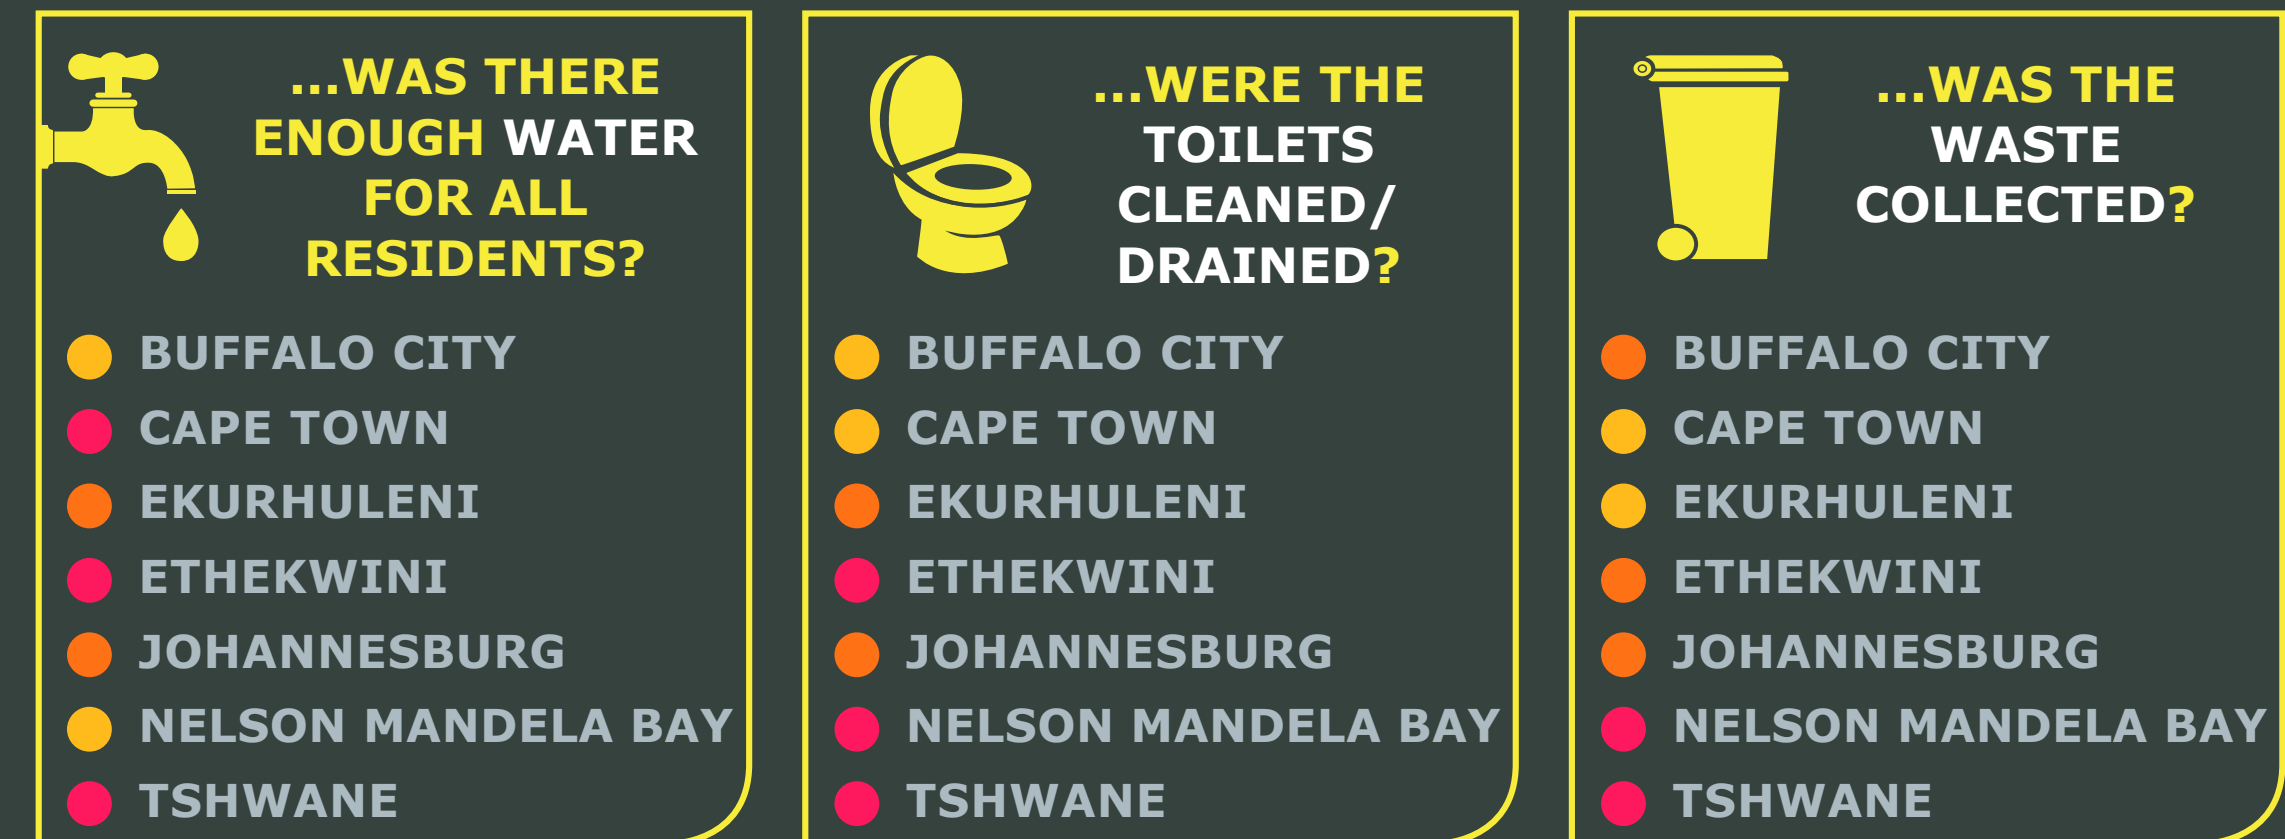 ...WAS THERE
ENOUGH WATER
FOR ALL
RESIDENTS?
BUFFALO CITY
CAPE TOWN
EKURHULENI
ETHEKWINI
JOHANNESBURG
NELSON MANDELA BAY
TSHWANE
...WERE THE
TOILETS
CLEANED/
DRAINED?
BUFFALO CITY
CAPE TOWN
EKURHULENI
ETHEKWINI
JOHANNESBURG
NELSON MANDELA BAY
TSHWANE
...WAS THE
WASTE
COLLECTED?
BUFFALO CITY
CAPE TOWN
EKURHULENI
ETHEKWINI
JOHANNESBURG
NELSON MANDELA BAY
TSHWANE